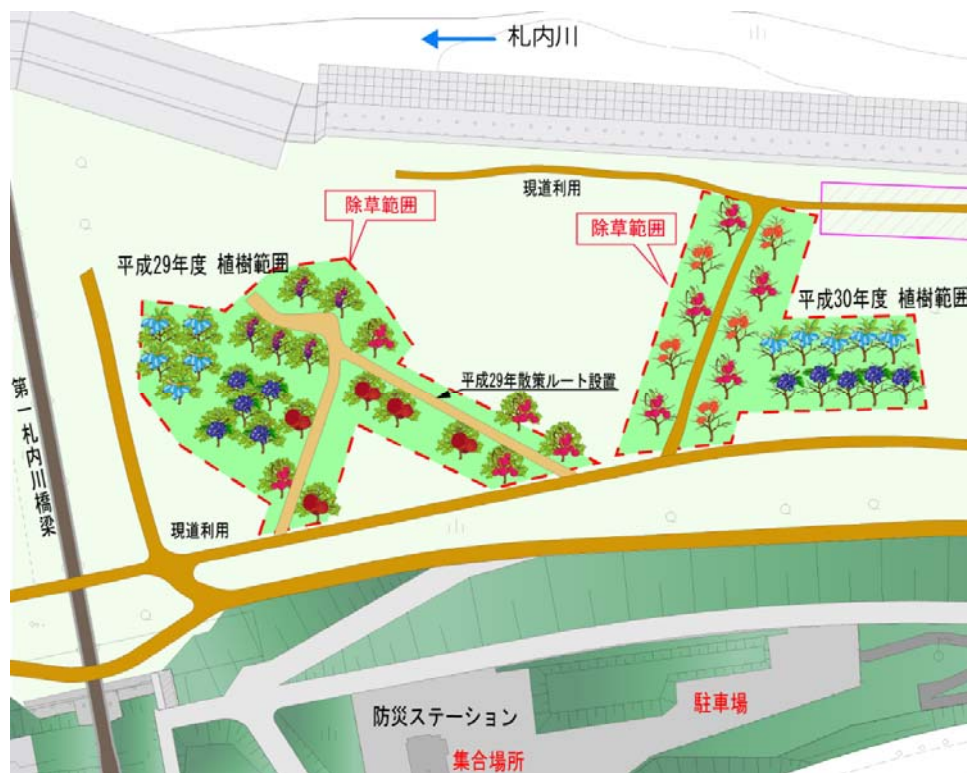 札内川
現道利用
除草範囲
除草範囲
平成29年度 植樹範囲
平成30年度 植樹範囲
平成29年散策ルート設置
第一札内川橋梁
現道利用
防災ステーション
駐車場
集合場所